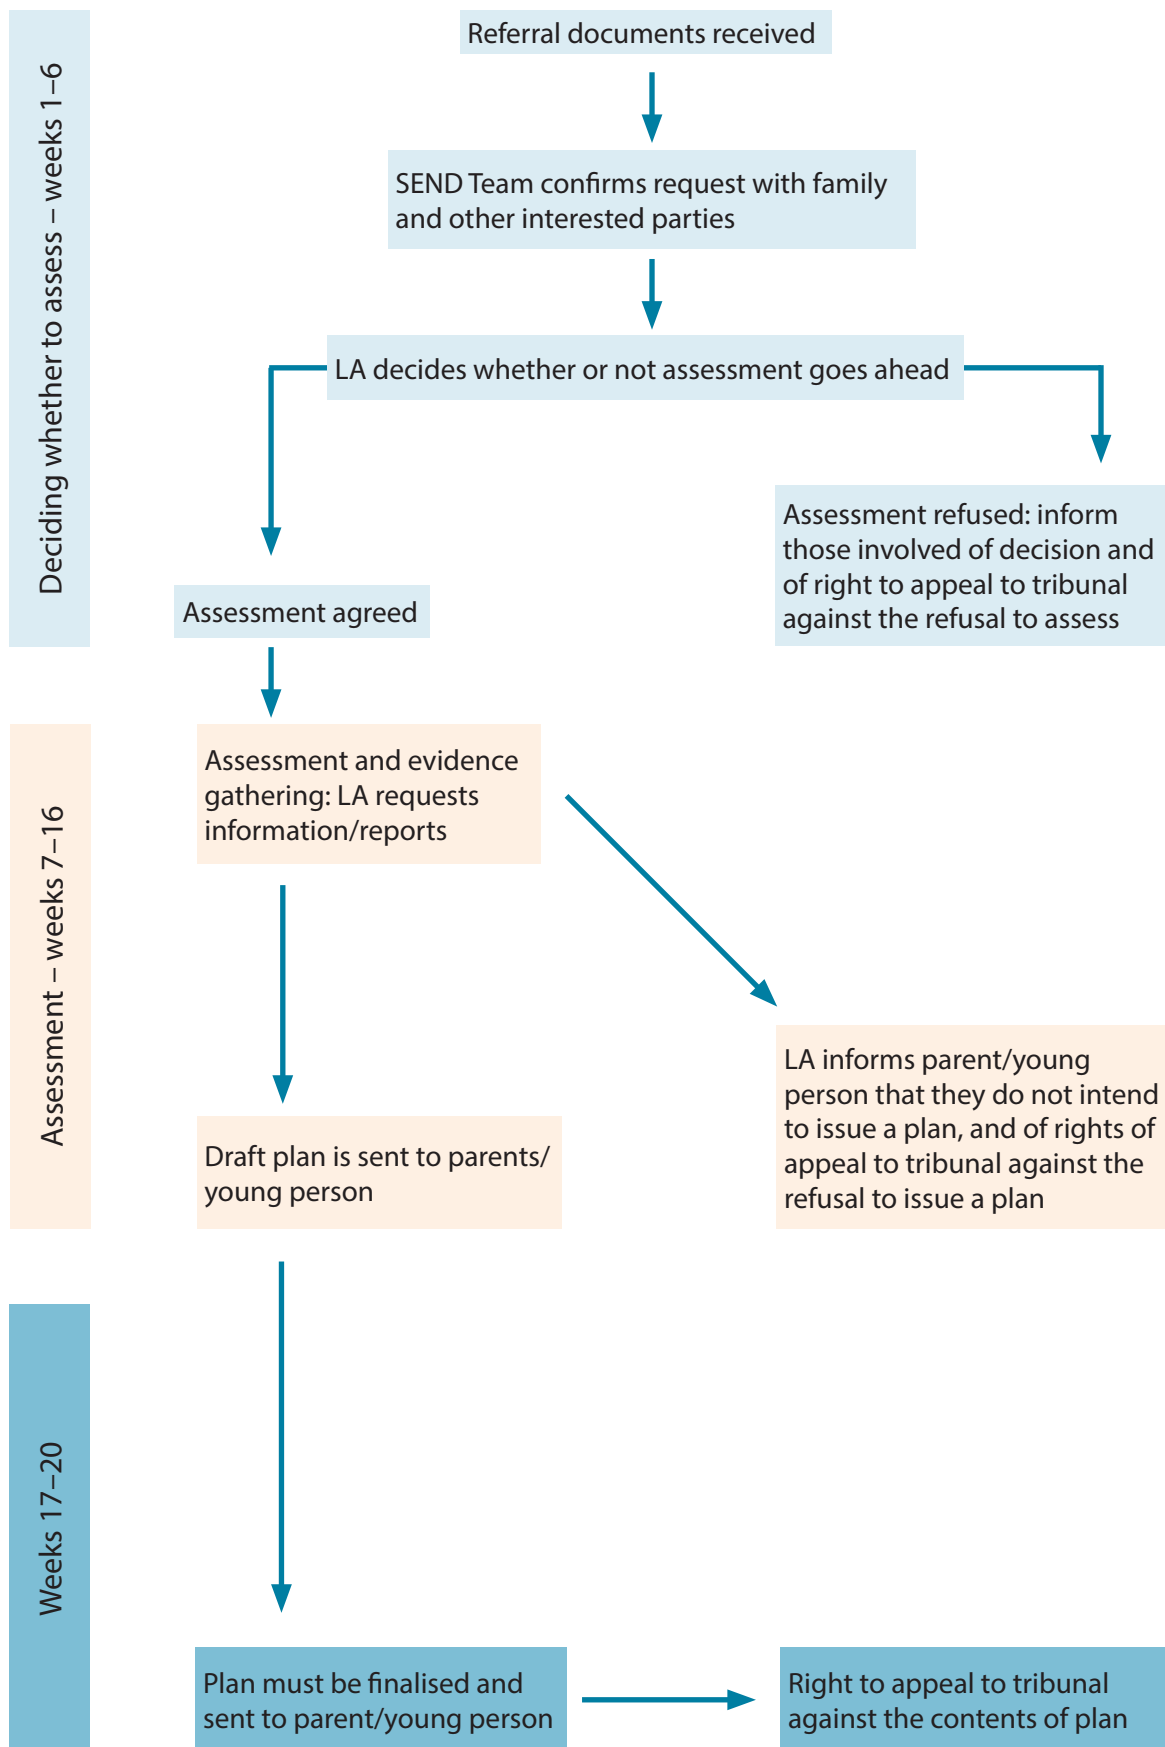 Deciding whether to assess – weeks 1–6
Referral documents received
SEND Team confirms request with family
and other interested parties
LA decides whether or not assessment goes ahead
Assessment refused: inform
those involved of decision and
of right to appeal to tribunal
against the refusal to assess
Assessment agreed
Assessment – weeks 7–16
Assessment and evidence
gathering: LA requests
information/reports
LA informs parent/young
person that they do not intend
to issue a plan, and of rights of
appeal to tribunal against the
refusal to issue a plan
Draft plan is sent to parents/
young person
Weeks 17–20
Plan must be finalised and
sent to parent/young person
Right to appeal to tribunal
against the contents of plan